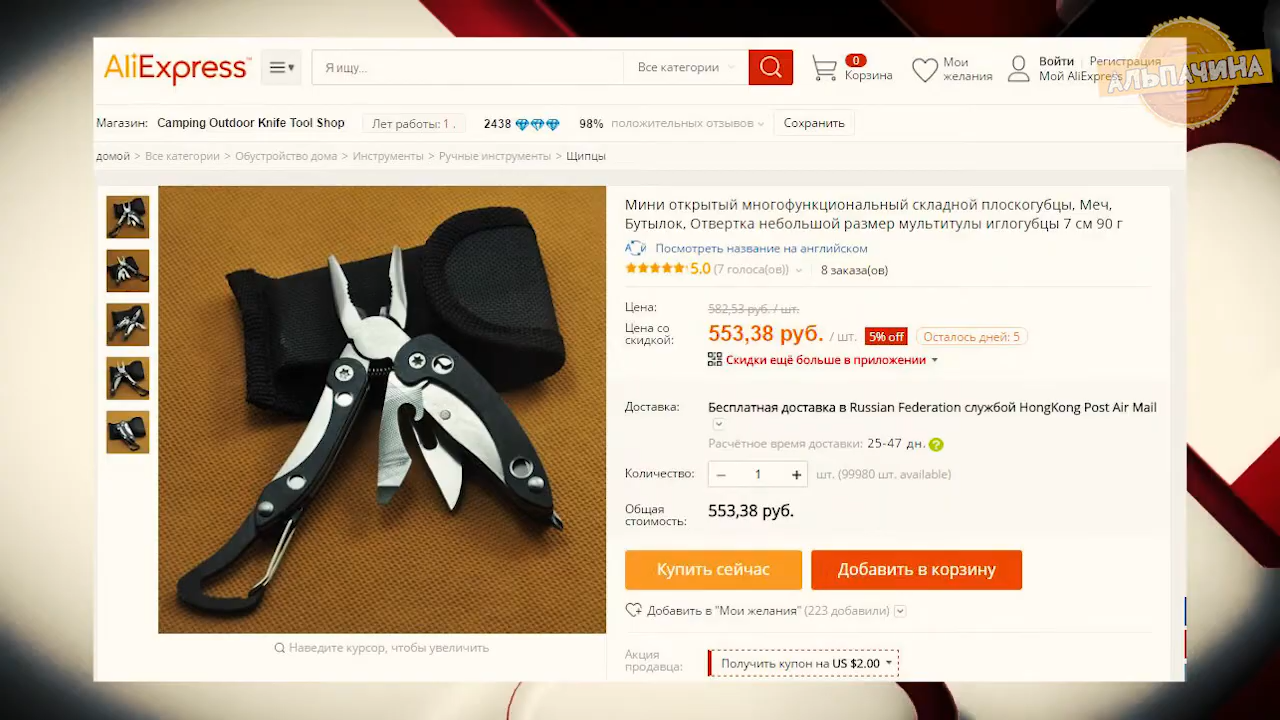 АЛЬПАЧИНА
AliExpress™
Я ищу...
Все категории
0
Корзина
Мои
желания
Войти | Регистрация
Мой AliExpress
Магазин: Camping Outdoor Knife Tool Shop
Лет работы: 1 .
2438
98% положительных отзывов
Сохранить
домой > Все категории > Обустройство дома > Инструменты > Ручные инструменты > Щипцы
Мини открытый многофункциональный складной плоскогубцы, Меч,
Бутылок, Отвертка небольшой размер мультитулы иглогубцы 7 см 90 г
Посмотреть название на английском
5.0 (7 голоса(ов))
8 заказа(ов)
Цена: 582,53 руб. / шт.
Цена со
скидкой:
553,38 руб. / шт. 5% off Осталось дней: 5
Скидки ещё больше в приложении
Доставка: Бесплатная доставка в Russian Federation службой HongKong Post Air Mail
Расчётное время доставки: 25-47 дн. ?
Количество: − 1 + шт. (99980 шт. available)
Общая
стоимость:
553,38 руб.
Купить сейчас
Добавить в корзину
Добавить в "Мои желания" (223 добавили)
Наведите курсор, чтобы увеличить
Акция
продавца:
Получить купон на US $2.00